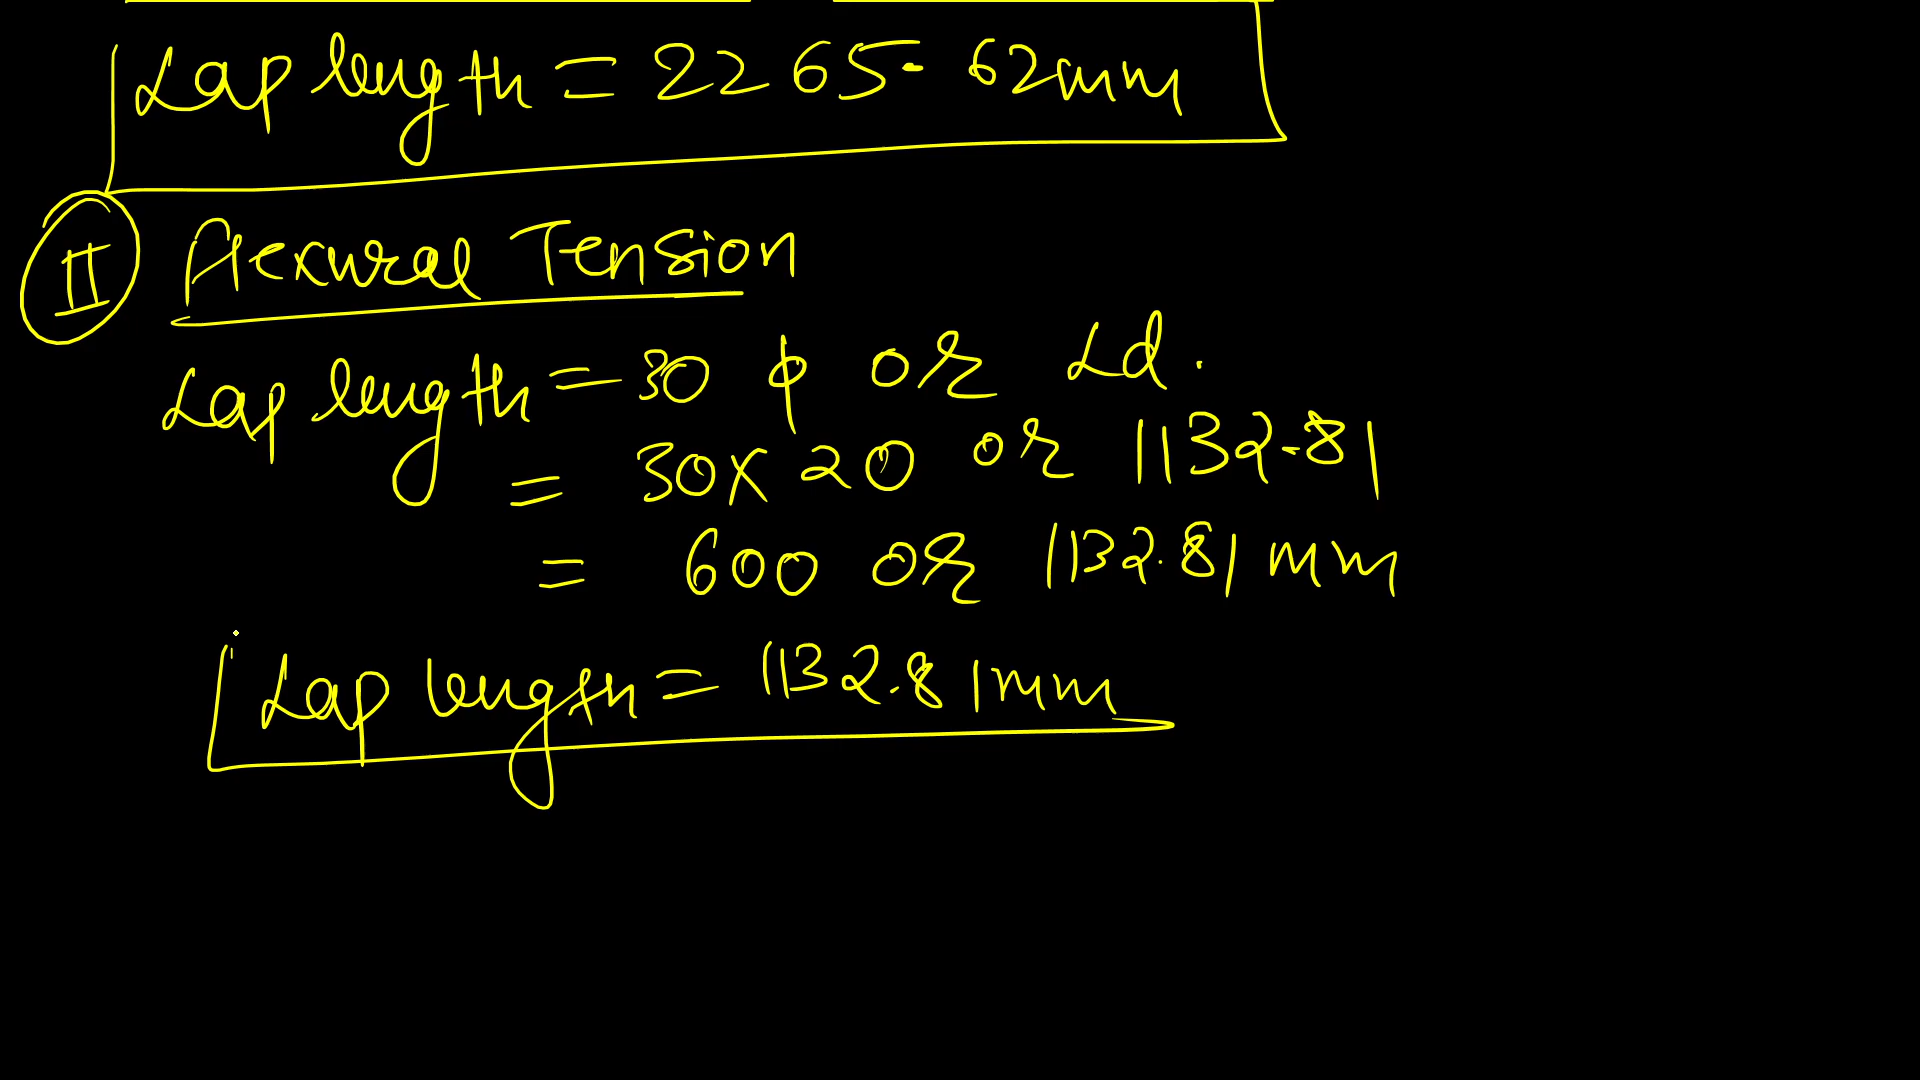 Lap length = 2265.62mm
II Flexural Tension
Lap length = 30 ϕ or Ld.
= 30 x 20 or 1132.81
= 600 or 1132.81 mm
Lap length = 1132.81mm